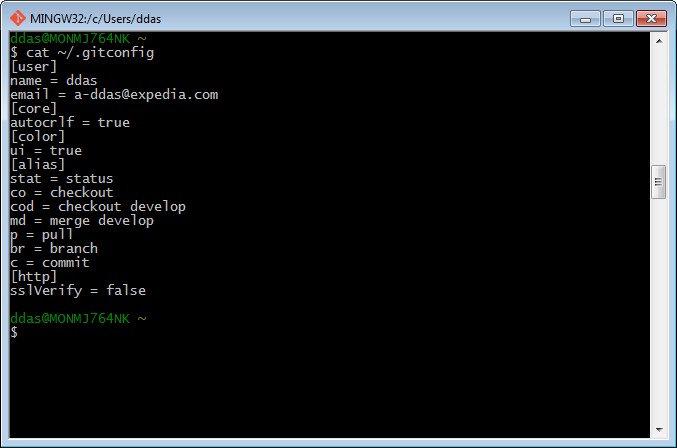 MINGW32:/c/Users/ddas
ddas@MONMJ764NK ~
$ cat ~/.gitconfig
[user]
name = ddas
email = a-ddas@expedia.com
[core]
autocrlf = true
[color]
ui = true
[alias]
stat = status
co = checkout
cod = checkout develop
md = merge develop
p = pull
br = branch
c = commit
[http]
sslVerify = false
ddas@MONMJ764NK ~
$